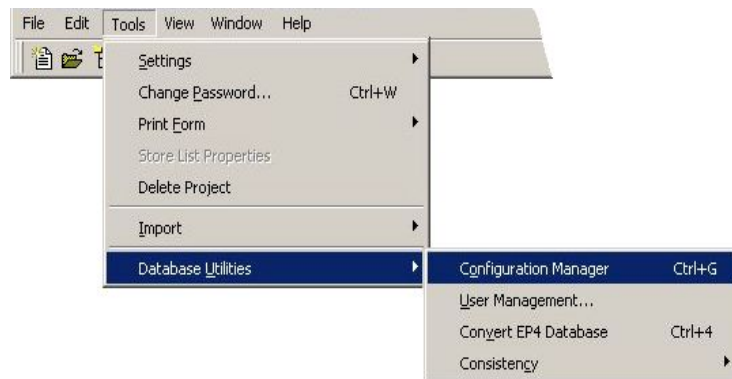 File Edit Tools View Window Help
Settings
Change Password... Ctrl+W
Print Form
Store List Properties
Delete Project
Import
Database Utilities
Configuration Manager Ctrl+G
User Management...
Convert EP4 Database Ctrl+4
Consistency